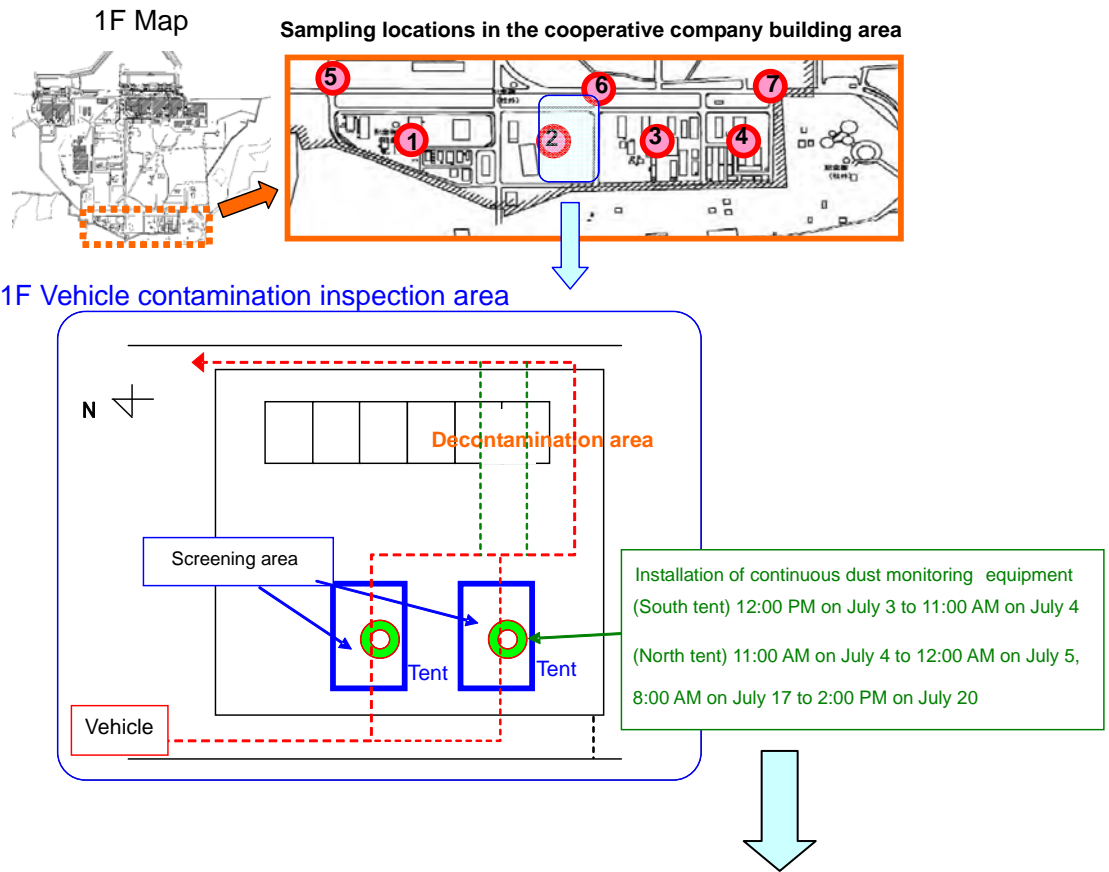 1F Map
Sampling locations in the cooperative company building area
5
6
7
1
2
3
4
1F Vehicle contamination inspection area
N
Decontamination area
Screening area
Tent
Tent
Vehicle
Installation of continuous dust monitoring equipment
(South tent) 12:00 PM on July 3 to 11:00 AM on July 4
(North tent) 11:00 AM on July 4 to 12:00 AM on July 5,
8:00 AM on July 17 to 2:00 PM on July 20